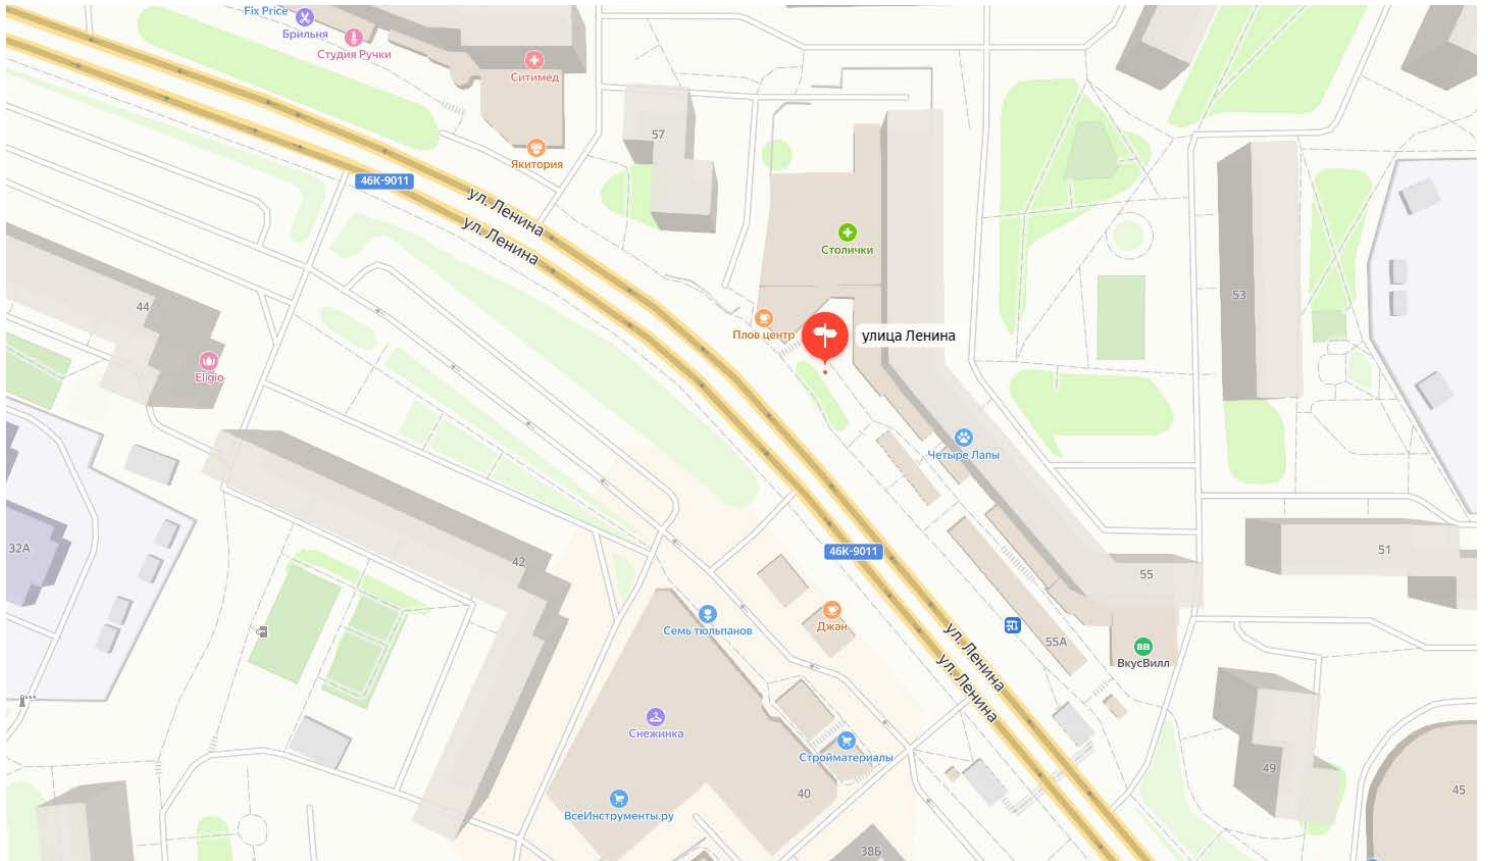 Fix Price
Брильня
Студия Ручки
Ситимед
57
Якитория
46К-9011
ул. Ленина
ул. Ленина
Столички
53
44
Плов центр
улица Ленина
Eligio
Четыре Лапы
32А
42
46К-9011
51
55
Семь тюльпанов
Джан
ул. Ленина
ул. Ленина
55А
ВВ
ВкусВилл
Снежинка
Стройматериалы
49
40
45
ВсеИнструменты.ру
38Б